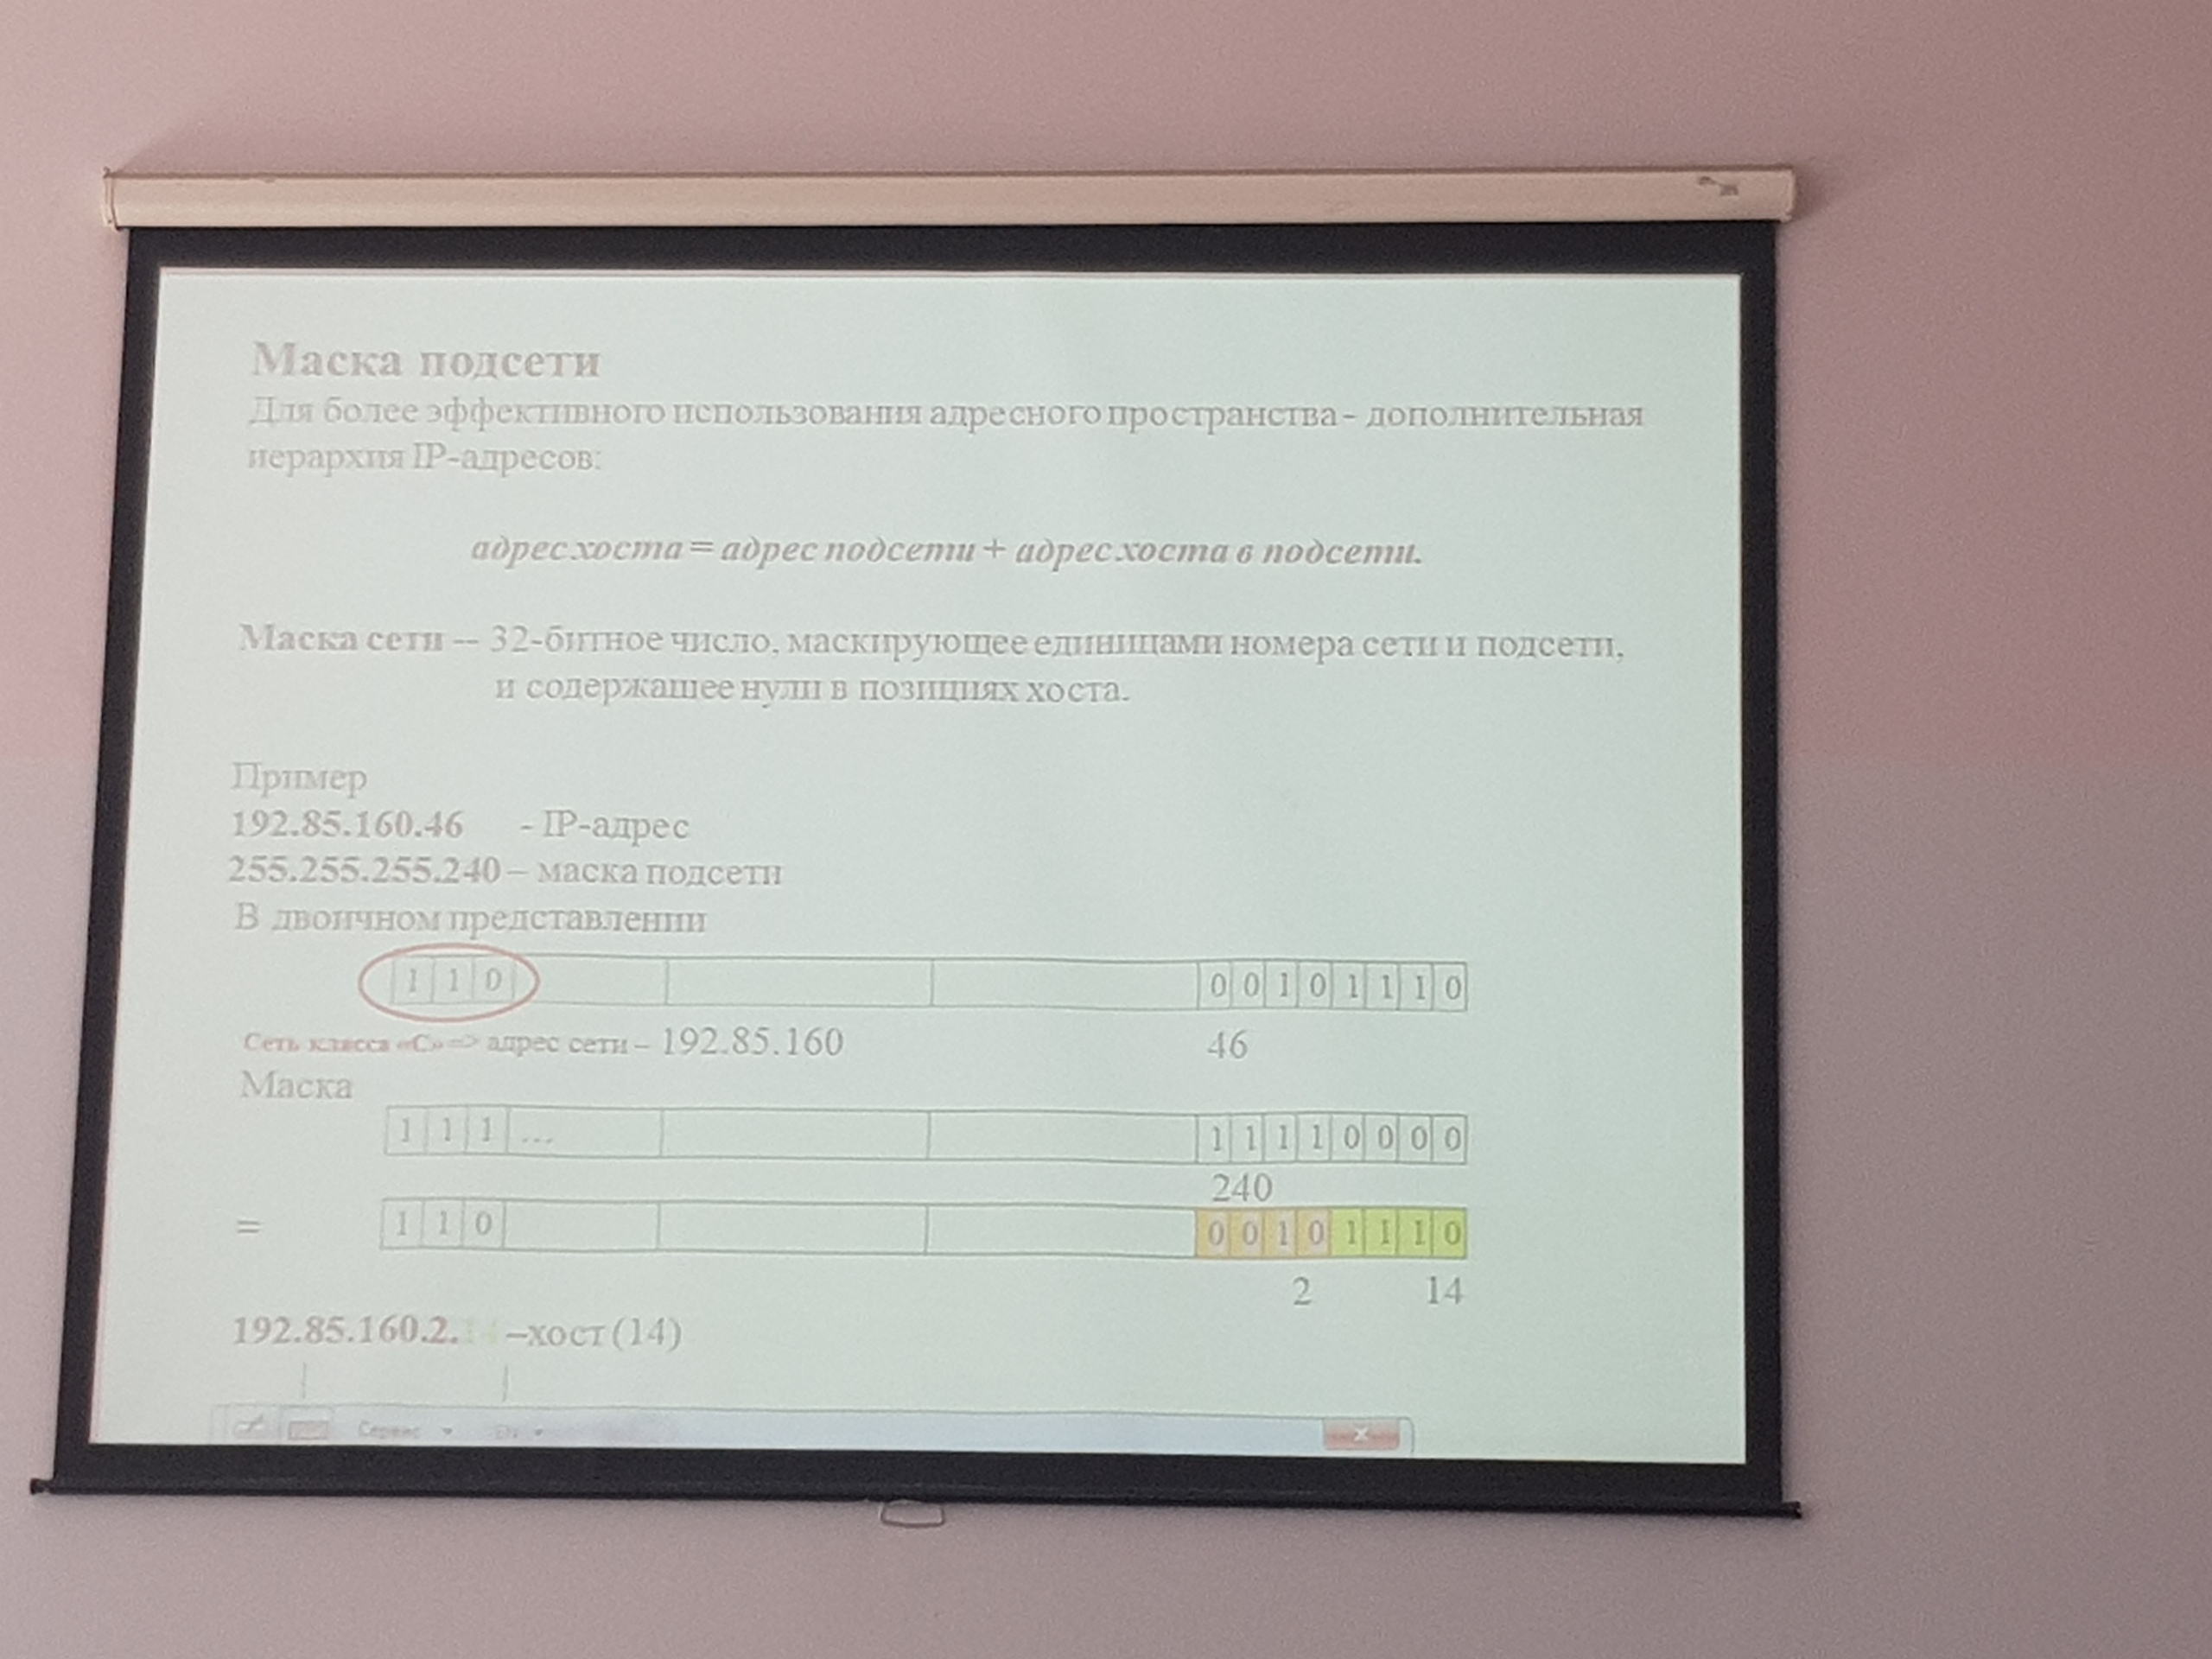 Маска подсети
Для более эффективного использования адресного пространства - дополнительная
иерархия IP-адресов:
адрес хоста = адрес подсети + адрес хоста в подсети.
Маска сети -- 32-битное число, маскирующее единицами номера сети и подсети,
и содержащее нули в позициях хоста.
Пример
192.85.160.46 - IP-адрес
255.255.255.240 – маска подсети
В двоичном представлении
1 1 0 0 0 1 0 1 1 1 0
Сеть класса «С» => адрес сети – 192.85.160 46
Маска
1 1 1 ... 1 1 1 1 0 0 0 0
240
= 1 1 0 0 0 1 0 1 1 1 0
2 14
192.85.160.2.14 –хост (14)
Сервис EN